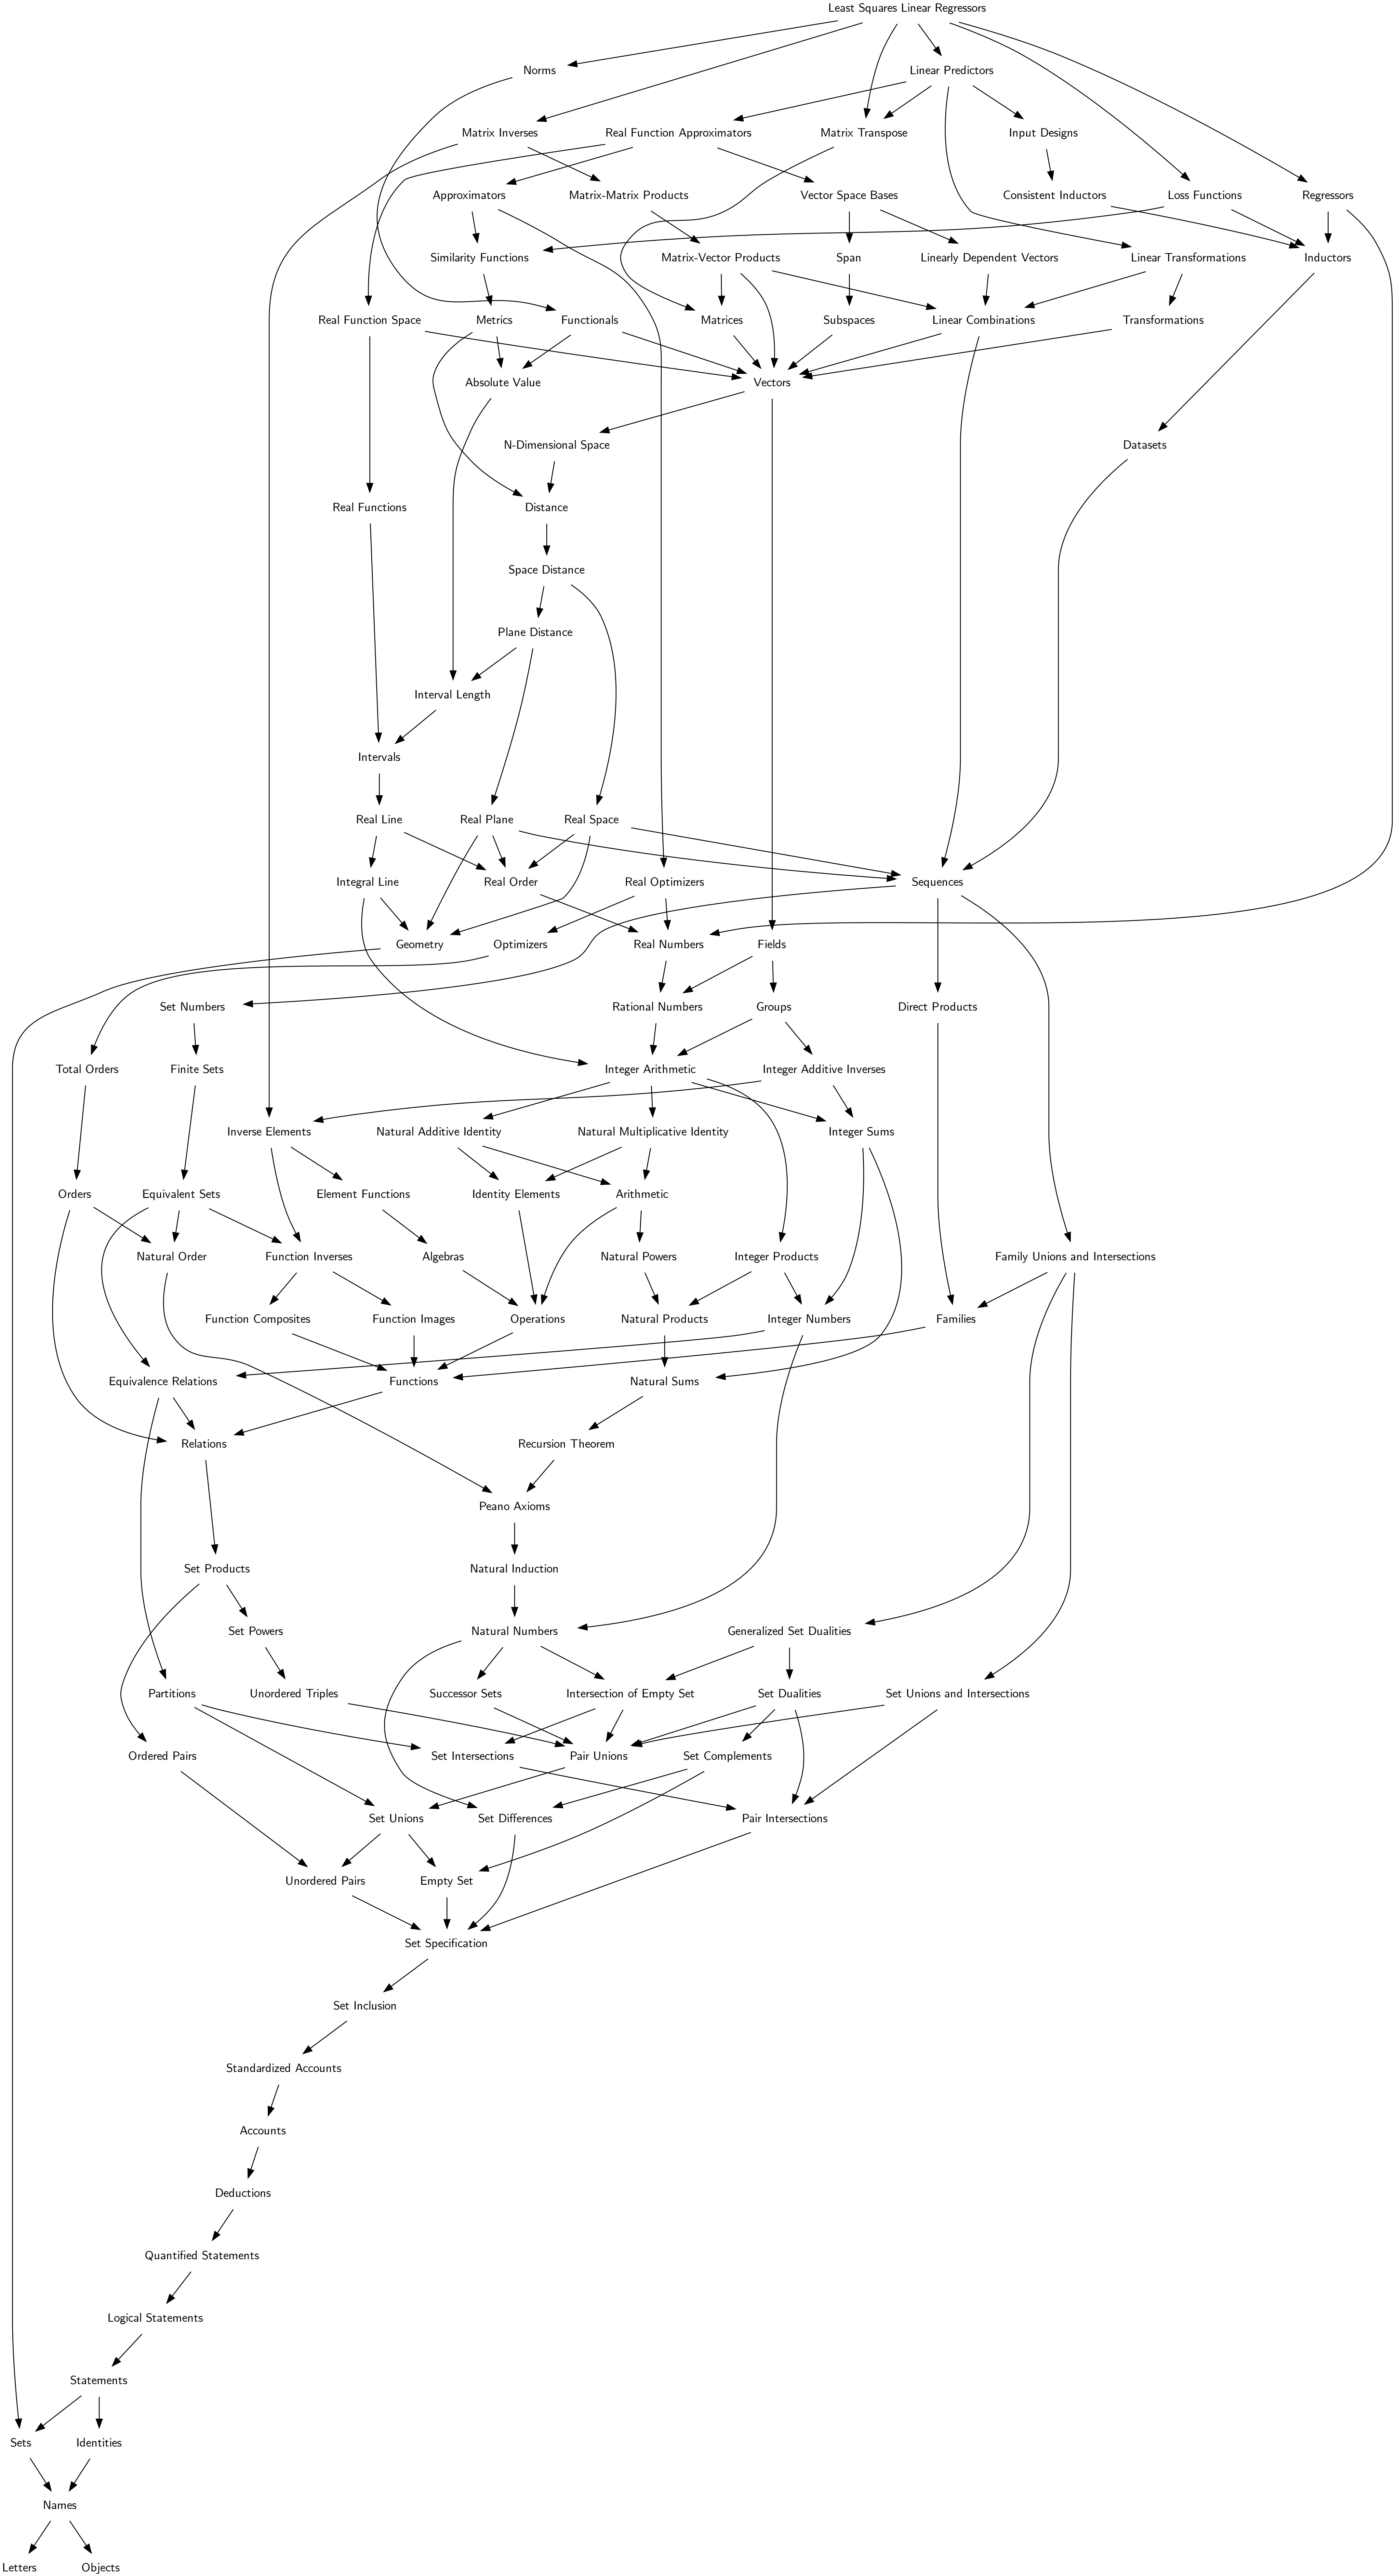 Least Squares Linear Regressors
Norms
Linear Predictors
Matrix Inverses
Real Function Approximators
Matrix Transpose
Input Designs
Approximators
Matrix-Matrix Products
Vector Space Bases
Consistent Inductors
Loss Functions
Regressors
Similarity Functions
Matrix-Vector Products
Span
Linearly Dependent Vectors
Linear Transformations
Inductors
Real Function Space
Metrics
Functionals
Matrices
Subspaces
Linear Combinations
Transformations
Absolute Value
Vectors
N-Dimensional Space
Datasets
Real Functions
Distance
Space Distance
Plane Distance
Interval Length
Intervals
Real Line
Real Plane
Real Space
Integral Line
Real Order
Real Optimizers
Sequences
Geometry
Optimizers
Real Numbers
Fields
Set Numbers
Rational Numbers
Groups
Direct Products
Total Orders
Finite Sets
Integer Arithmetic
Integer Additive Inverses
Inverse Elements
Natural Additive Identity
Natural Multiplicative Identity
Integer Sums
Orders
Equivalent Sets
Element Functions
Identity Elements
Arithmetic
Natural Order
Function Inverses
Algebras
Natural Powers
Integer Products
Family Unions and Intersections
Function Composites
Function Images
Operations
Natural Products
Integer Numbers
Families
Equivalence Relations
Functions
Natural Sums
Relations
Recursion Theorem
Peano Axioms
Set Products
Natural Induction
Set Powers
Natural Numbers
Generalized Set Dualities
Partitions
Unordered Triples
Successor Sets
Intersection of Empty Set
Set Dualities
Set Unions and Intersections
Ordered Pairs
Set Intersections
Pair Unions
Set Complements
Set Unions
Set Differences
Pair Intersections
Unordered Pairs
Empty Set
Set Specification
Set Inclusion
Standardized Accounts
Accounts
Deductions
Quantified Statements
Logical Statements
Statements
Sets
Identities
Names
Letters
Objects